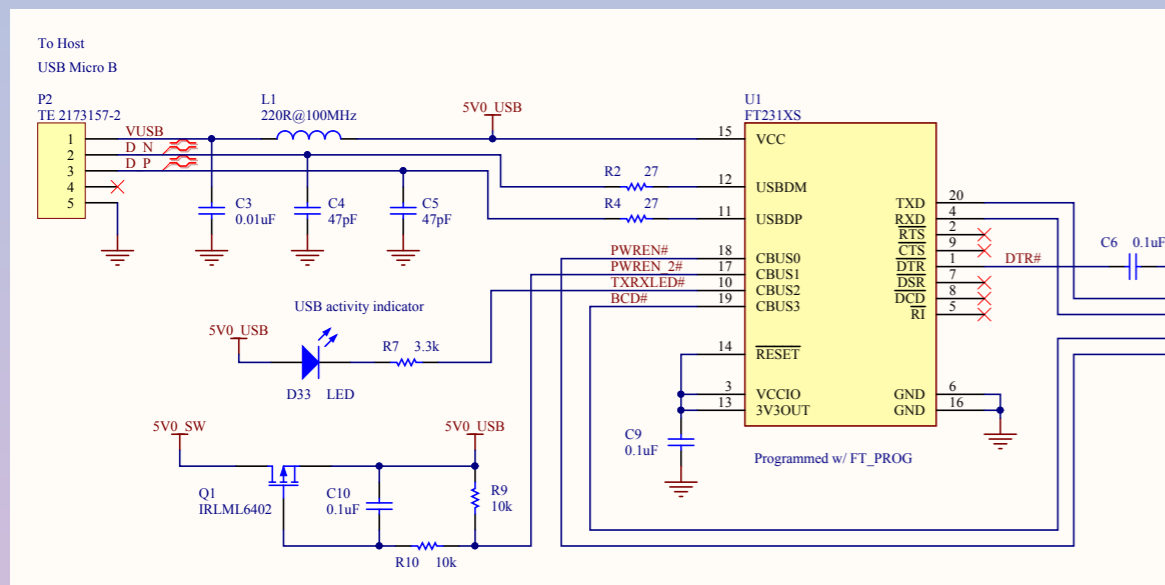 To Host
USB Micro B
P2
TE 2173157-2
1
2
3
4
5
VUSB
D_N
D_P
L1
220R@100MHz
5V0_USB
C3
0.01uF
C4
47pF
C5
47pF
R2 27
R4 27
U1
FT231XS
15 VCC
12 USBDM
11 USBDP
PWREN# 18 CBUS0
PWREN_2# 17 CBUS1
TXRXLED# 10 CBUS2
BCD# 19 CBUS3
14 RESET
3 VCCIO
13 3V3OUT
TXD 20
RXD 4
RTS 2
CTS 9
DTR 1 DTR#
DSR 7
DCD 8
RI 5
GND 6
GND 16
C6 0.1uF
USB activity indicator
5V0_USB
R7 3.3k
D33 LED
C9
0.1uF
Programmed w/ FT_PROG
5V0_SW
5V0_USB
Q1
IRLML6402
C10
0.1uF
R9
10k
R10 10k